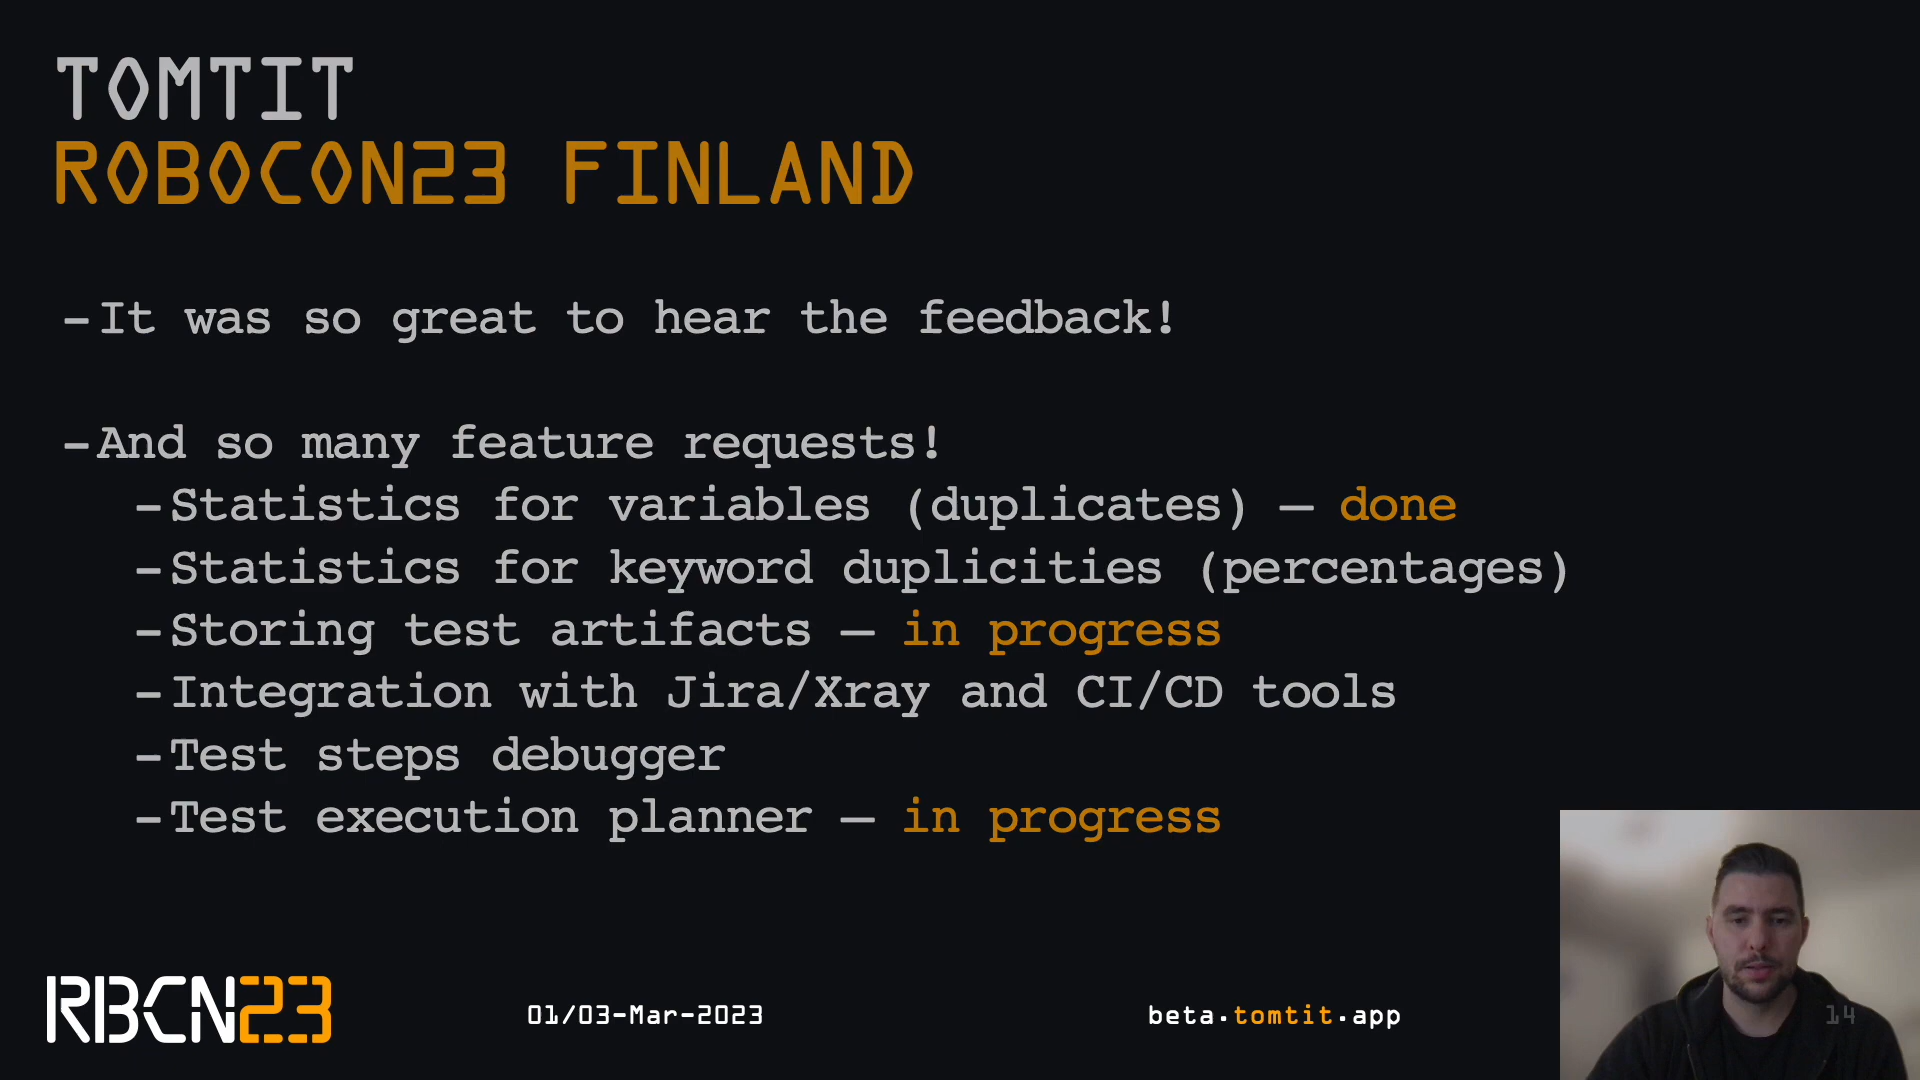 TOMTIT
ROBOCON23 FINLAND
-It was so great to hear the feedback!
-And so many feature requests!
-Statistics for variables (duplicates) – done
-Statistics for keyword duplicities (percentages)
-Storing test artifacts – in progress
-Integration with Jira/Xray and CI/CD tools
-Test steps debugger
-Test execution planner – in progress
RBCN23
01/03-Mar-2023
beta.tomtit.app
14